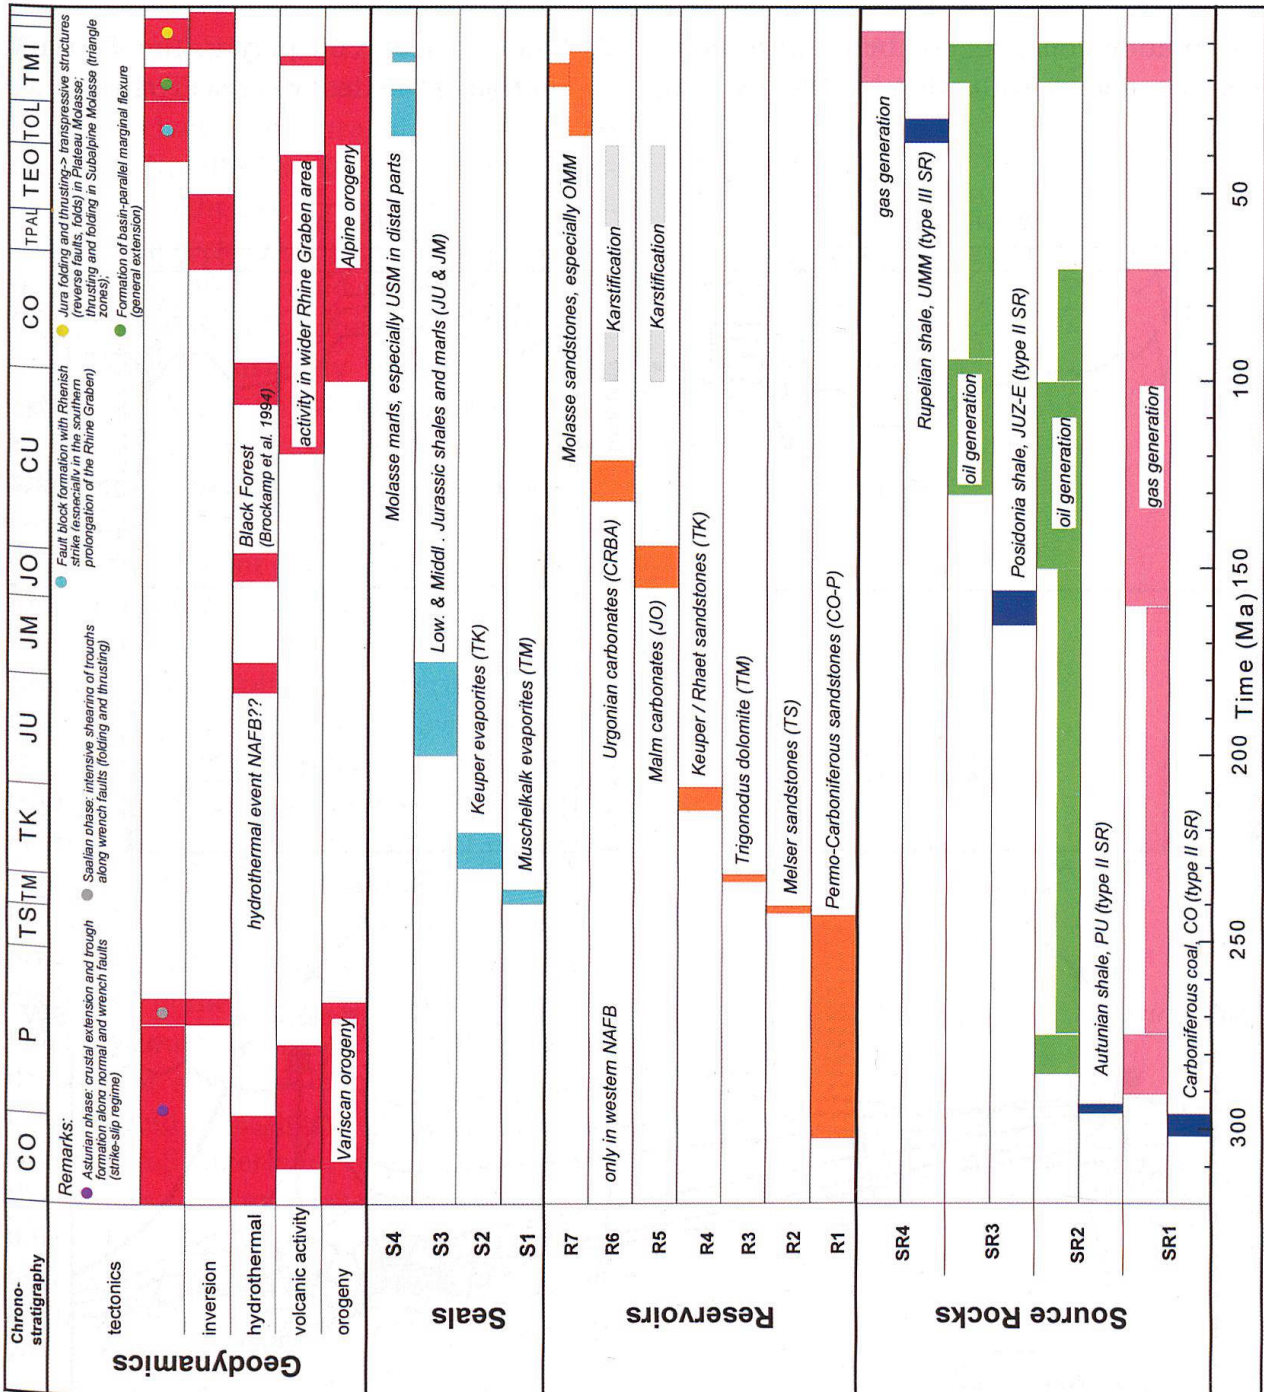 Chrono-
stratigraphy
CO
P
TS
TM
TK
JU
JM
JO
CU
CO
TPAL
TEO
TOL
TMI
Geodynamics
tectonics
inversion
hydrothermal
volcanic activity
orogeny
Remarks:
Asturian phase: crustal extension and trough
formation along normal and wrench faults
(strike-slip regime)
Saalian phase: intensive shearing of troughs
along wrench faults (folding and thrusting)
Fault block formation with Rhenish
strike (especially in the southern
prolongation of the Rhine Graben)
Jura folding and thrusting-> transpressive structures
(reverse faults, folds) in Plateau Molasse;
thrusting and folding in Subalpine Molasse (triangle
zones);
Formation of basin-parallel marginal flexure
(general extension)
hydrothermal event NAFB??
Black Forest
(Brockamp et al. 1994)
activity in wider Rhine Graben area
Variscan orogeny
Alpine orogeny
Seals
S4
Molasse marls, especially USM in distal parts
S3
Low. & Middl . Jurassic shales and marls (JU & JM)
S2
Keuper evaporites (TK)
S1
Muschelkalk evaporites (TM)
Reservoirs
R7
Molasse sandstones, especially OMM
R6
only in western NAFB
Urgonian carbonates (CRBA)
Karstification
R5
Malm carbonates (JO)
Karstification
R4
Keuper / Rhaet sandstones (TK)
R3
Trigonodus dolomite (TM)
R2
Melser sandstones (TS)
R1
Permo-Carboniferous sandstones (CO-P)
Source Rocks
SR4
gas generation
Rupelian shale, UMM (type III SR)
SR3
oil generation
Posidonia shale, JUZ-E (type II SR)
SR2
oil generation
Autunian shale, PU (type II SR)
SR1
gas generation
Carboniferous coal, CO (type II SR)
300
250
200
150
100
50
Time (Ma)